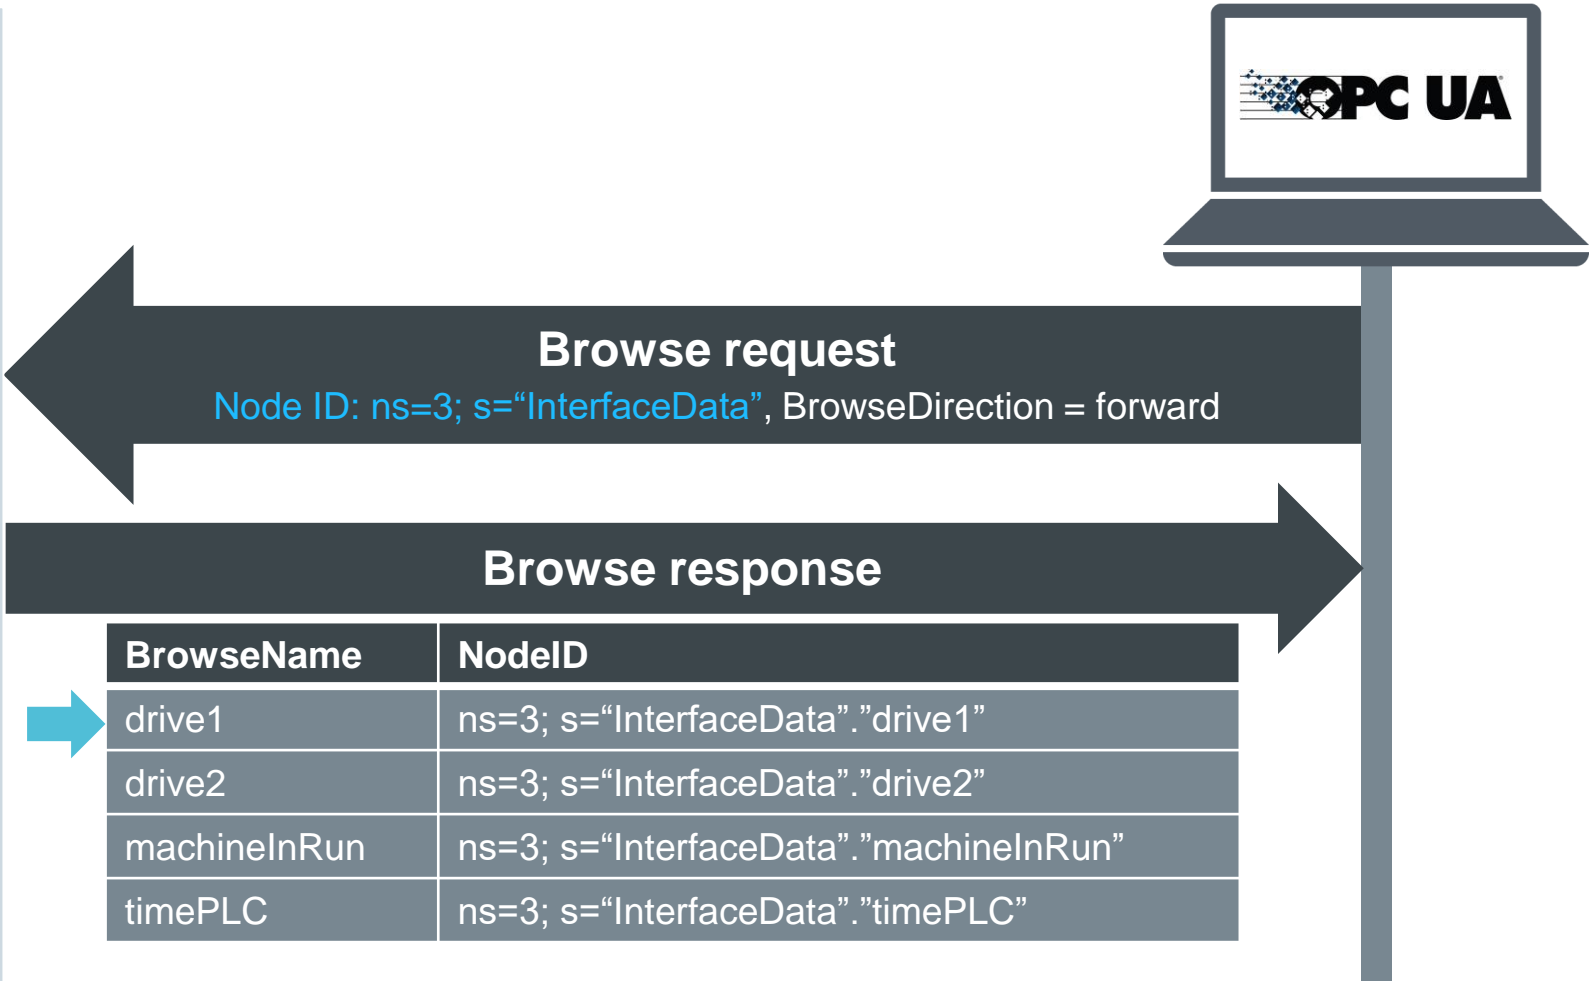 OPC UA
Browse request
Node ID: ns=3; s=“InterfaceData”, BrowseDirection = forward
Browse response
BrowseName NodeID
drive1 ns=3; s=“InterfaceData”.”drive1”
drive2 ns=3; s=“InterfaceData”.”drive2”
machineInRun ns=3; s=“InterfaceData”.”machineInRun”
timePLC ns=3; s=“InterfaceData”.”timePLC”